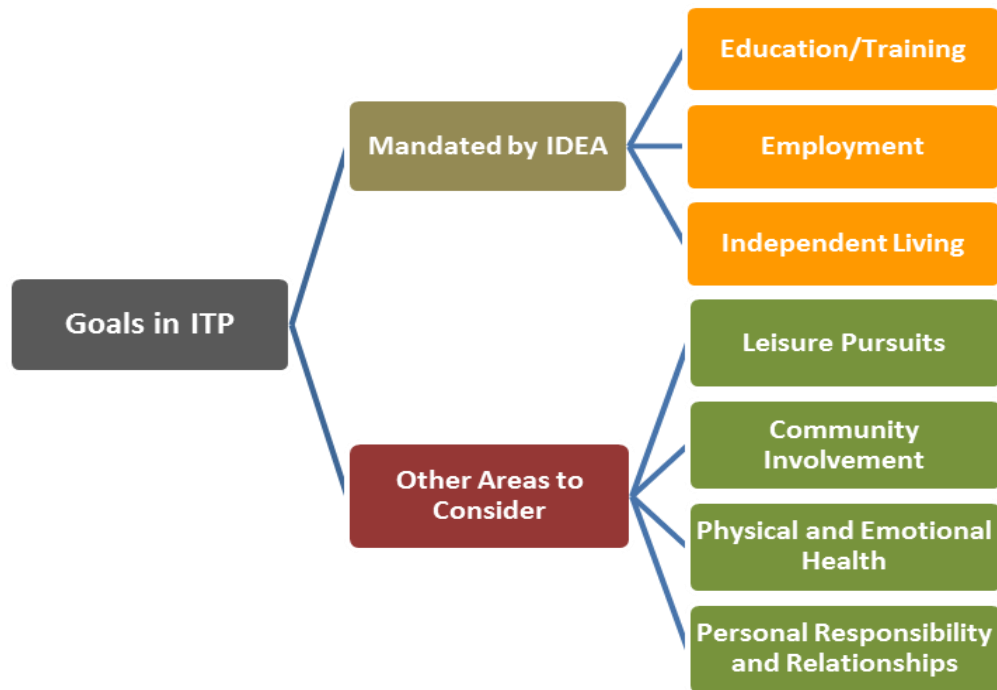 Goals in ITP
Mandated by IDEA
Education/Training
Employment
Independent Living
Other Areas to
Consider
Leisure Pursuits
Community
Involvement
Physical and Emotional
Health
Personal Responsibility
and Relationships